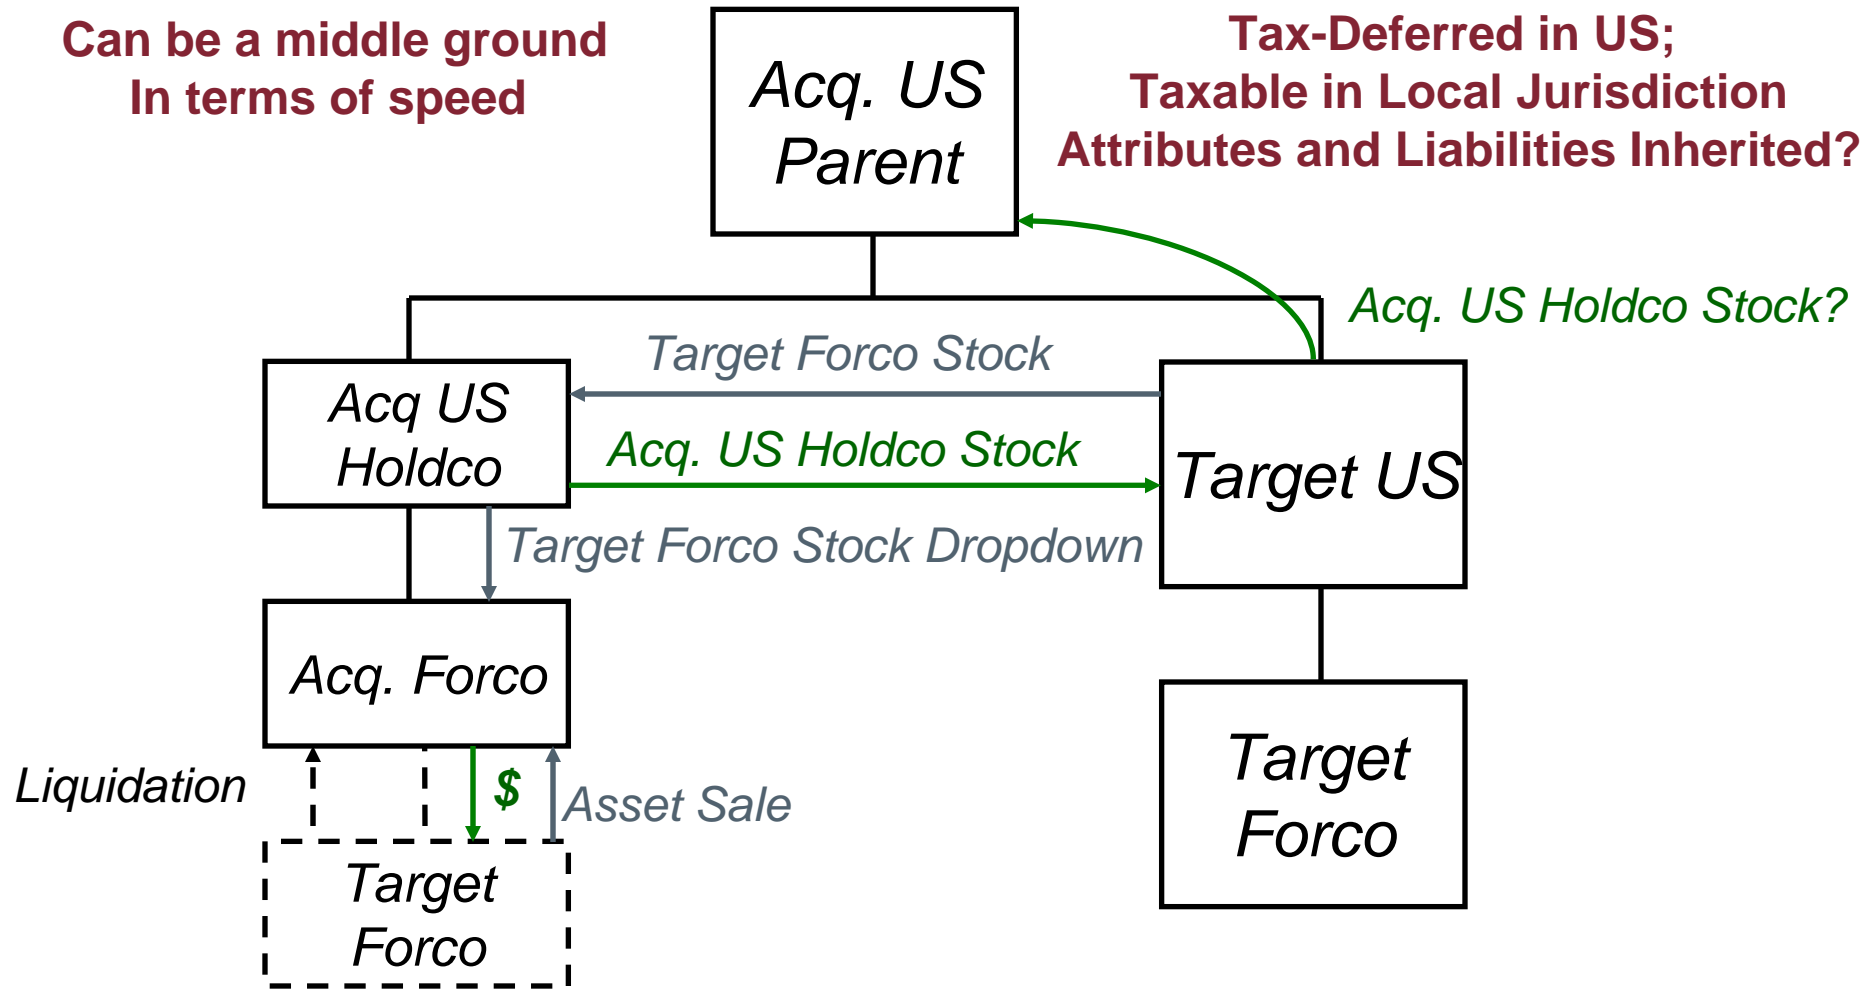 Can be a middle ground
In terms of speed
Acq. US
Parent
Tax-Deferred in US;
Taxable in Local Jurisdiction
Attributes and Liabilities Inherited?
Acq. US Holdco Stock?
Target Forco Stock
Acq US
Holdco
Acq. US Holdco Stock
Target US
Target Forco Stock Dropdown
Acq. Forco
Target
Forco
Liquidation
$
Asset Sale
Target
Forco